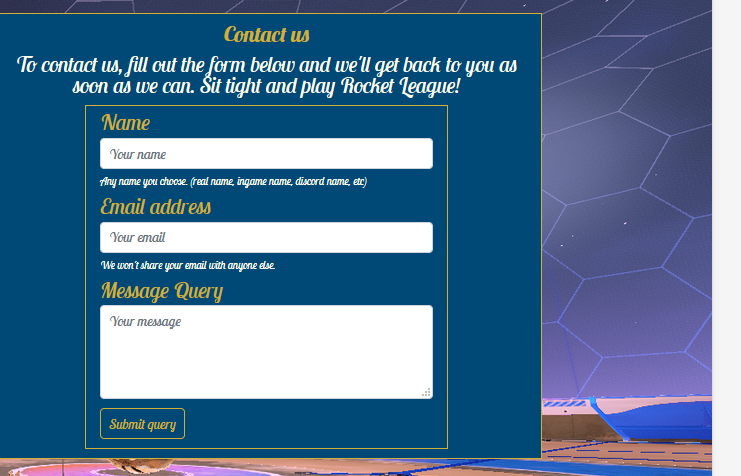 Contact us
To contact us, fill out the form below and we'll get back to you as
soon as we can. Sit tight and play Rocket League!
Name
Your name
Any name you choose. (real name, ingame name, discord name, etc)
Email address
Your email
We won't share your email with anyone else.
Message Query
Your message
Submit query